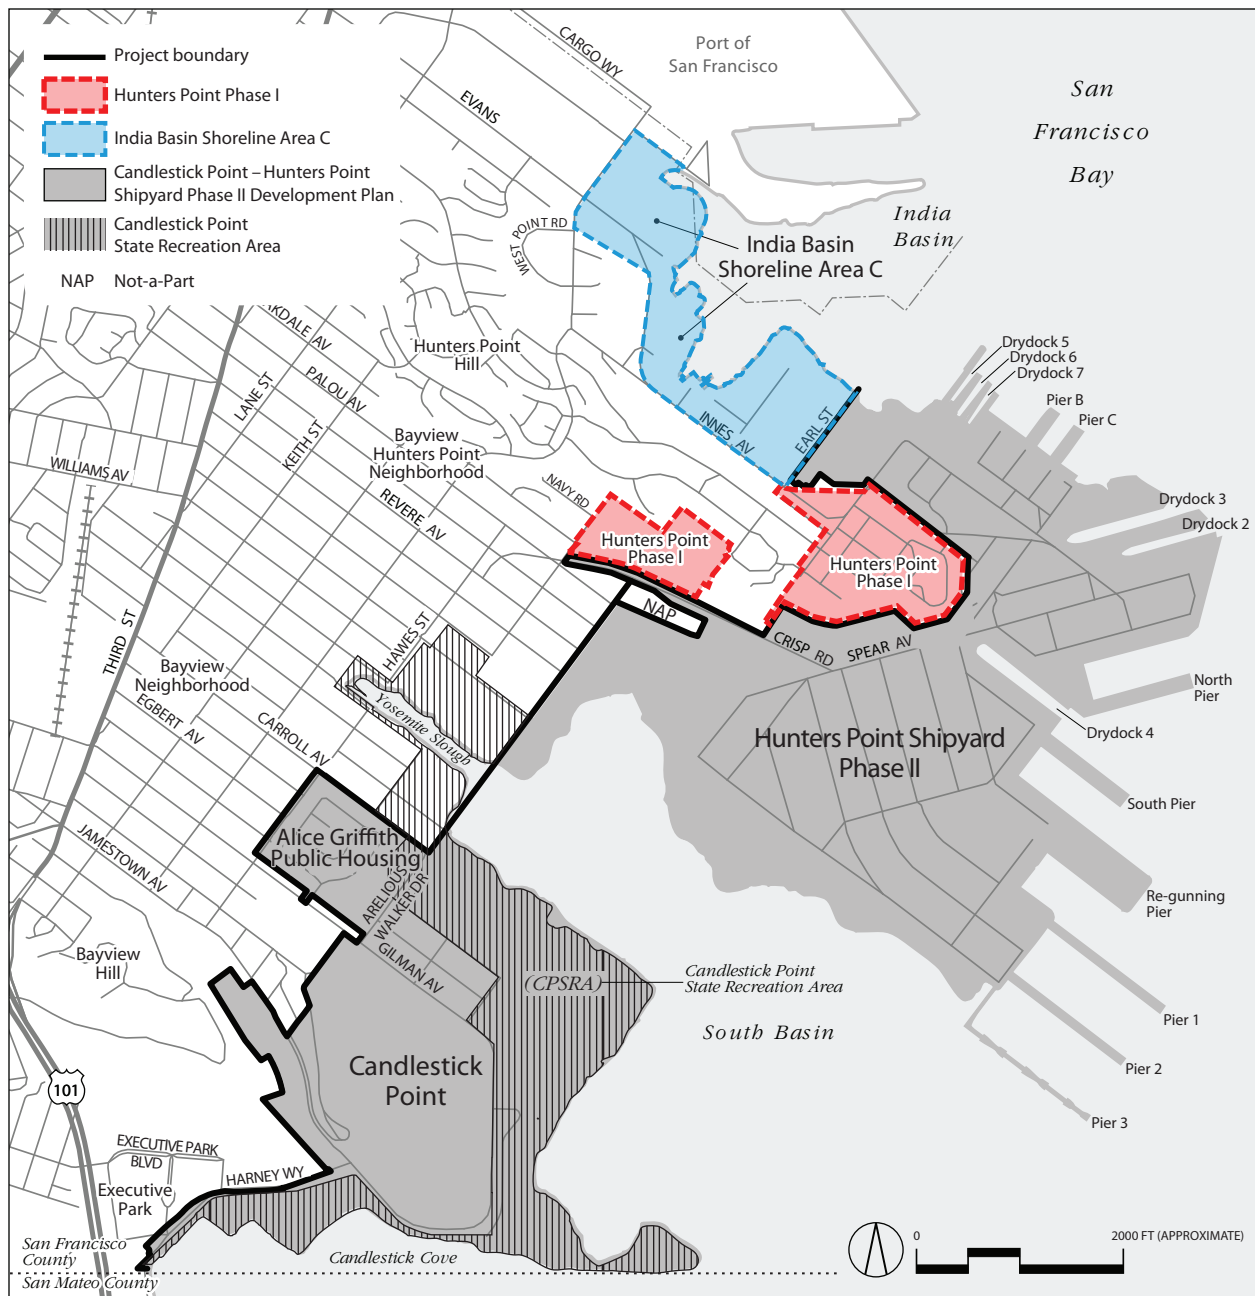 Project boundary
Hunters Point Phase I
India Basin Shoreline Area C
Candlestick Point – Hunters Point
Shipyard Phase II Development Plan
Candlestick Point
State Recreation Area
NAP Not-a-Part
CARGO WY
Port of
San Francisco
EVANS
San
Francisco
Bay
India
Basin
WEST POINT RD
India Basin
Shoreline Area C
OAKDALE AV
Hunters Point
Hill
PALOU AV
LANE ST
KEITH ST
Drydock 5
Drydock 6
Drydock 7
Pier B
Pier C
INNES AV
EARL ST
Bayview
Hunters Point
Neighborhood
WILLIAMS AV
NAVY RD
REVERE AV
Drydock 3
Drydock 2
Hunters Point
Phase I
Hunters Point
Phase I
NAP
CRISP RD
SPEAR AV
THIRD ST
HAWES ST
Bayview
Neighborhood
Yosemite Slough
EGBERT AV
CARROLL AV
North
Pier
Drydock 4
Hunters Point Shipyard
Phase II
South Pier
JAMESTOWN AV
Alice Griffith
Public Housing
ARELIOUS
WALKER DR
GILMAN AV
Re-gunning
Pier
Bayview
Hill
(CPSRA)
Candlestick Point
State Recreation Area
South Basin
Pier 1
Candlestick
Point
Pier 2
101
Pier 3
EXECUTIVE PARK
BLVD
HARNEY WY
Executive
Park
San Francisco
County
San Mateo County
Candlestick Cove
0 2000 FT (APPROXIMATE)